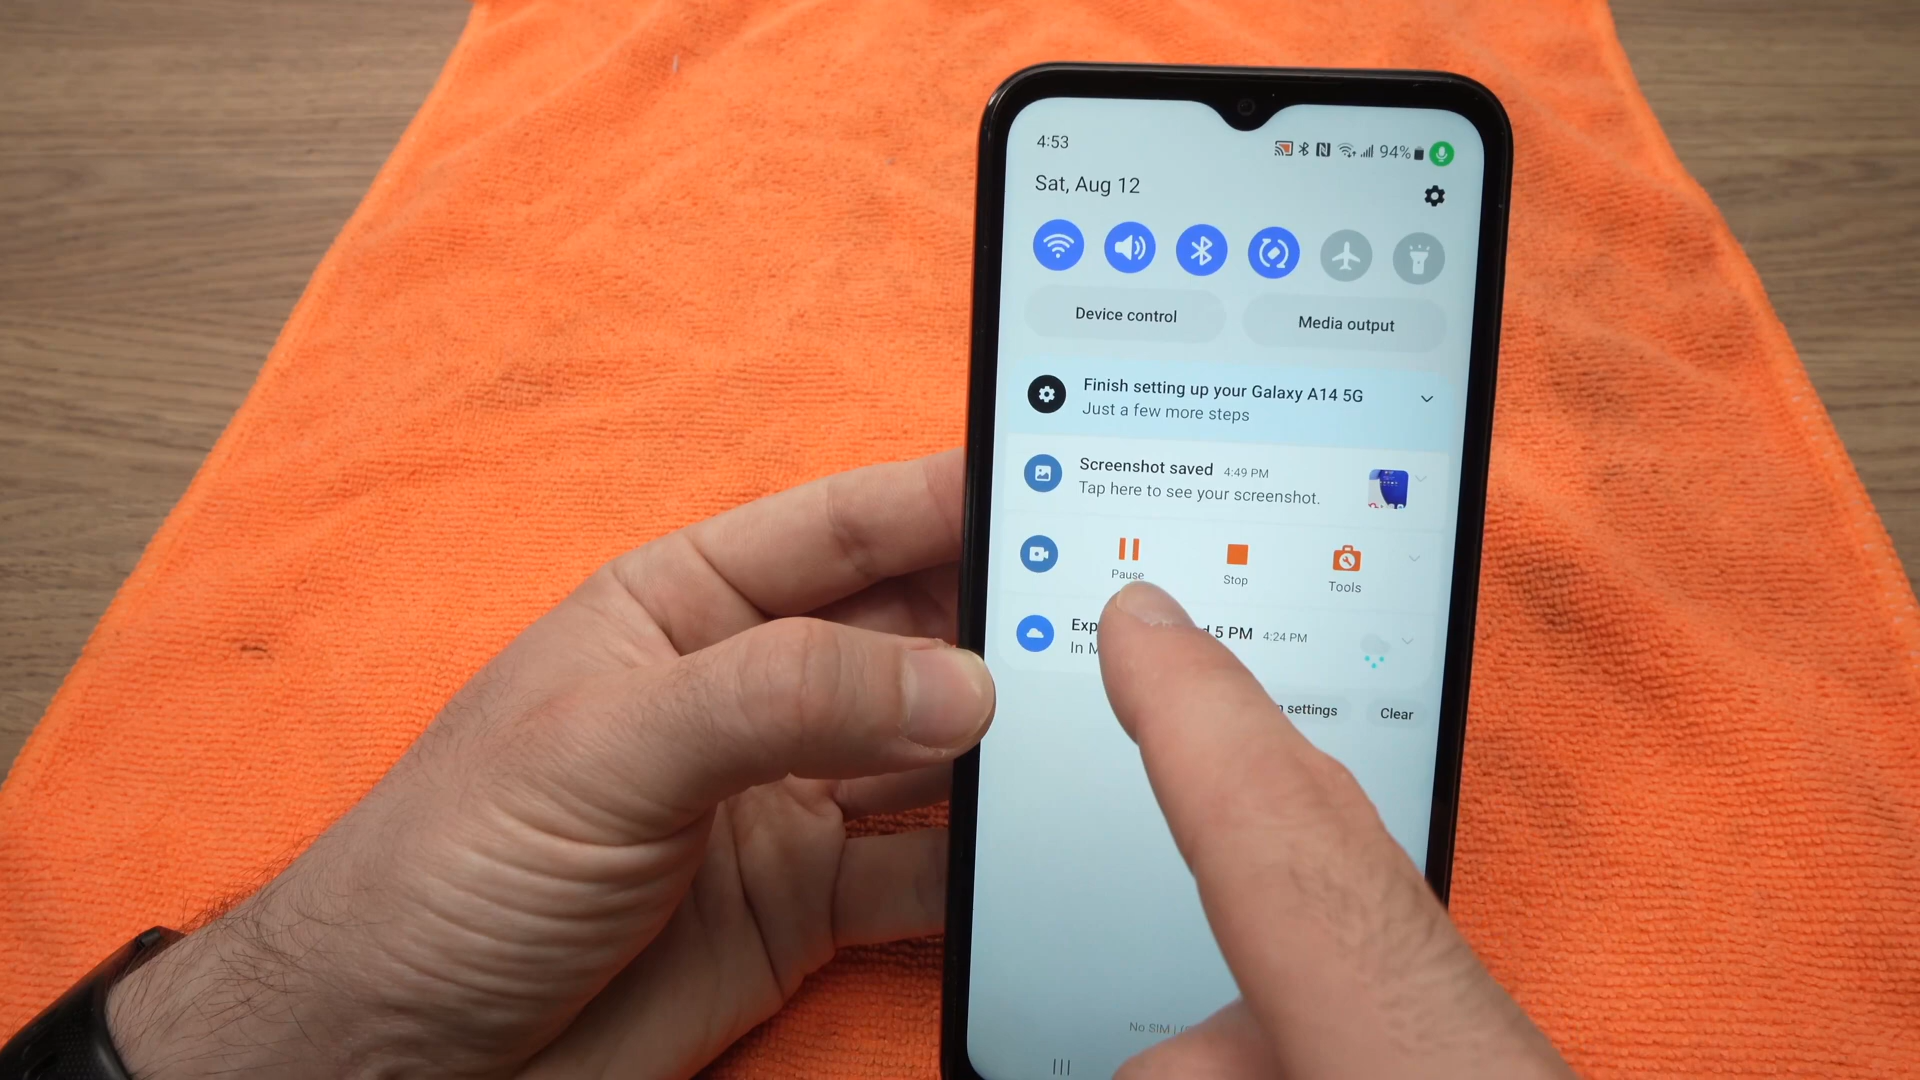 4:53
94%
Sat, Aug 12
Device control
Media output
Finish setting up your Galaxy A14 5G
Just a few more steps
Screenshot saved 4:49 PM
Tap here to see your screenshot.
Pause
Stop
Tools
5 PM 4:24 PM
In
settings
Clear
No SIM